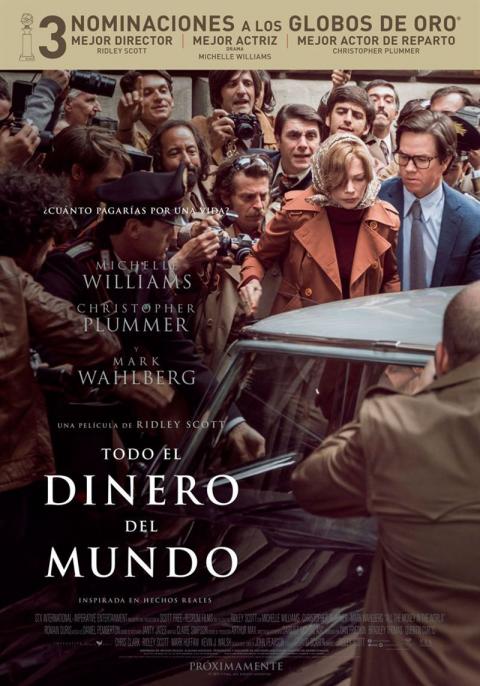 3 NOMINACIONES A LOS GLOBOS DE ORO®
MEJOR DIRECTOR | MEJOR ACTRIZ | MEJOR ACTOR DE REPARTO
RIDLEY SCOTT
DRAMA
MICHELLE WILLIAMS
CHRISTOPHER PLUMMER
¿CUÁNTO PAGARÍAS POR UNA VIDA?
MICHELLE
WILLIAMS
CHRISTOPHER
PLUMMER
Y
MARK
WAHLBERG
UNA PELÍCULA DE RIDLEY SCOTT
TODO EL
DINERO
DEL
MUNDO
INSPIRADA EN HECHOS REALES
PRÓXIMAMENTE